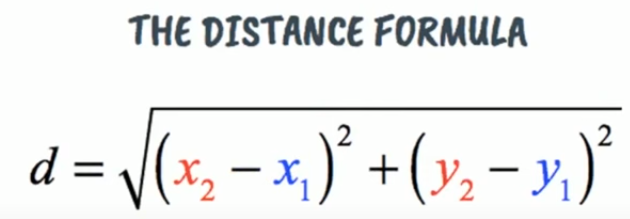 THE DISTANCE FORMULA
d = √((x₂ − x₁)² + (y₂ − y₁)²)